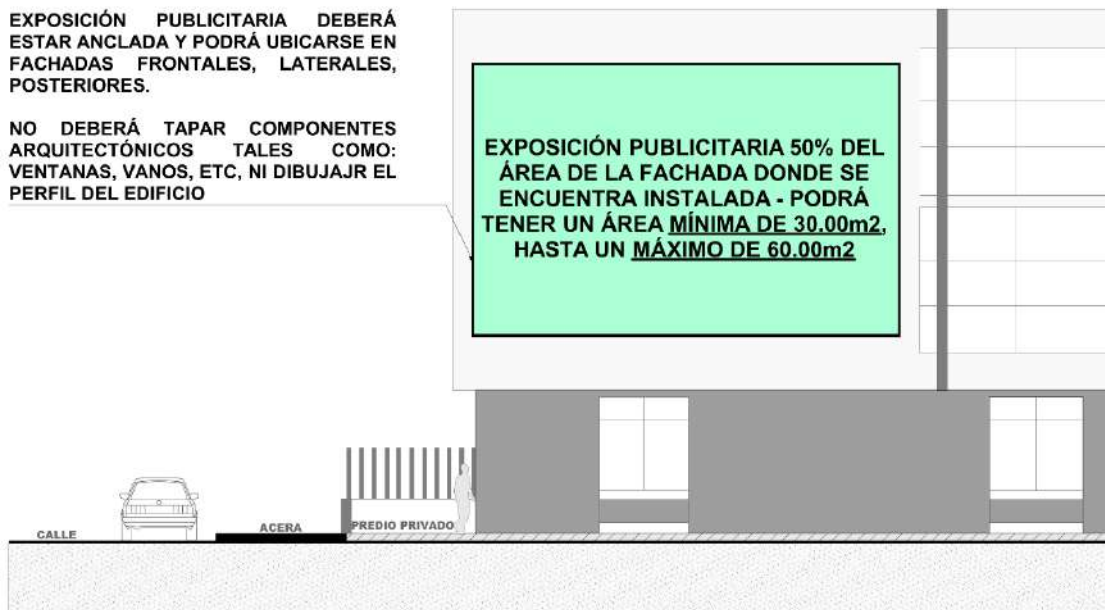 EXPOSICIÓN PUBLICITARIA DEBERÁ
ESTAR ANCLADA Y PODRÁ UBICARSE EN
FACHADAS FRONTALES, LATERALES,
POSTERIORES.
NO DEBERÁ TAPAR COMPONENTES
ARQUITECTÓNICOS TALES COMO:
VENTANAS, VANOS, ETC, NI DIBUJAJR EL
PERFIL DEL EDIFICIO
EXPOSICIÓN PUBLICITARIA 50% DEL
ÁREA DE LA FACHADA DONDE SE
ENCUENTRA INSTALADA - PODRÁ
TENER UN ÁREA MÍNIMA DE 30.00m2,
HASTA UN MÁXIMO DE 60.00m2
CALLE
ACERA
PREDIO PRIVADO